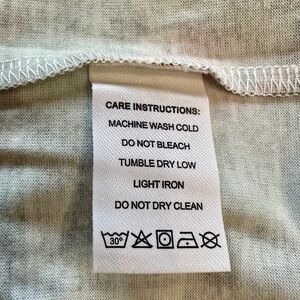 CARE INSTRUCTIONS:
MACHINE WASH COLD
DO NOT BLEACH
TUMBLE DRY LOW
LIGHT IRON
DO NOT DRY CLEAN
30°